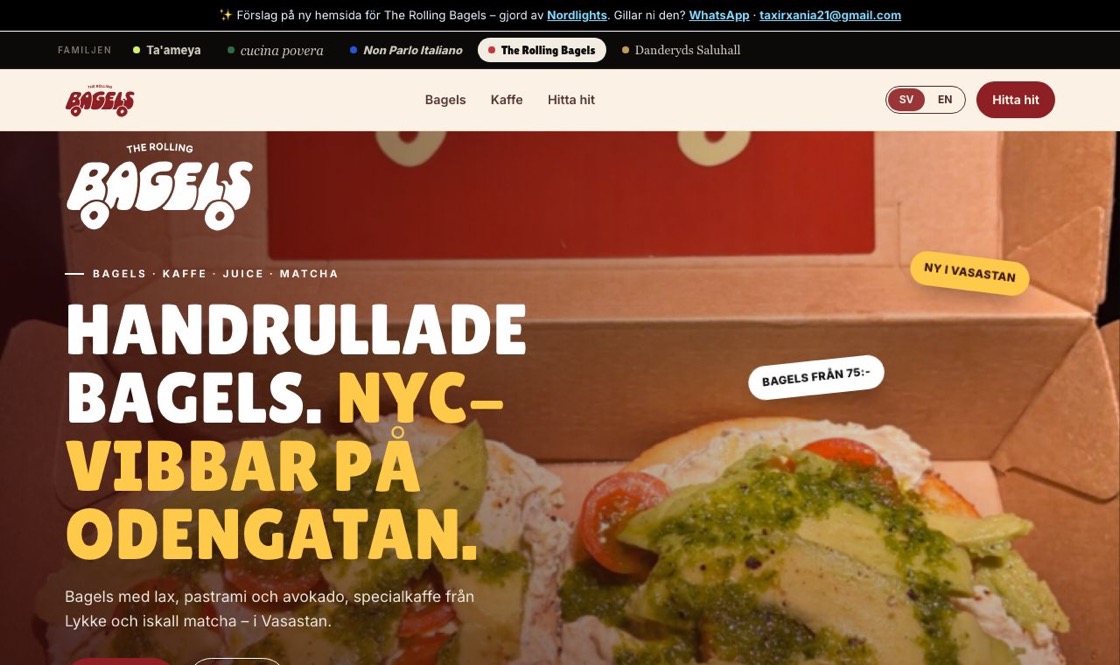 ✨ Förslag på ny hemsida för The Rolling Bagels – gjord av Nordlights. Gillar ni den? WhatsApp · taxirxania21@gmail.com
FAMILJEN Ta'ameya cucina povera Non Parlo Italiano The Rolling Bagels Danderyds Saluhall
THE ROLLING
BAGELS
Bagels Kaffe Hitta hit
SV EN Hitta hit
THE ROLLING
BAGELS
BAGELS · KAFFE · JUICE · MATCHA
NY I VASASTAN
HANDRULLADE
BAGELS. NYC-
VIBBAR PÅ
ODENGATAN.
BAGELS FRÅN 75:-
Bagels med lax, pastrami och avokado, specialkaffe från
Lykke och iskall matcha – i Vasastan.